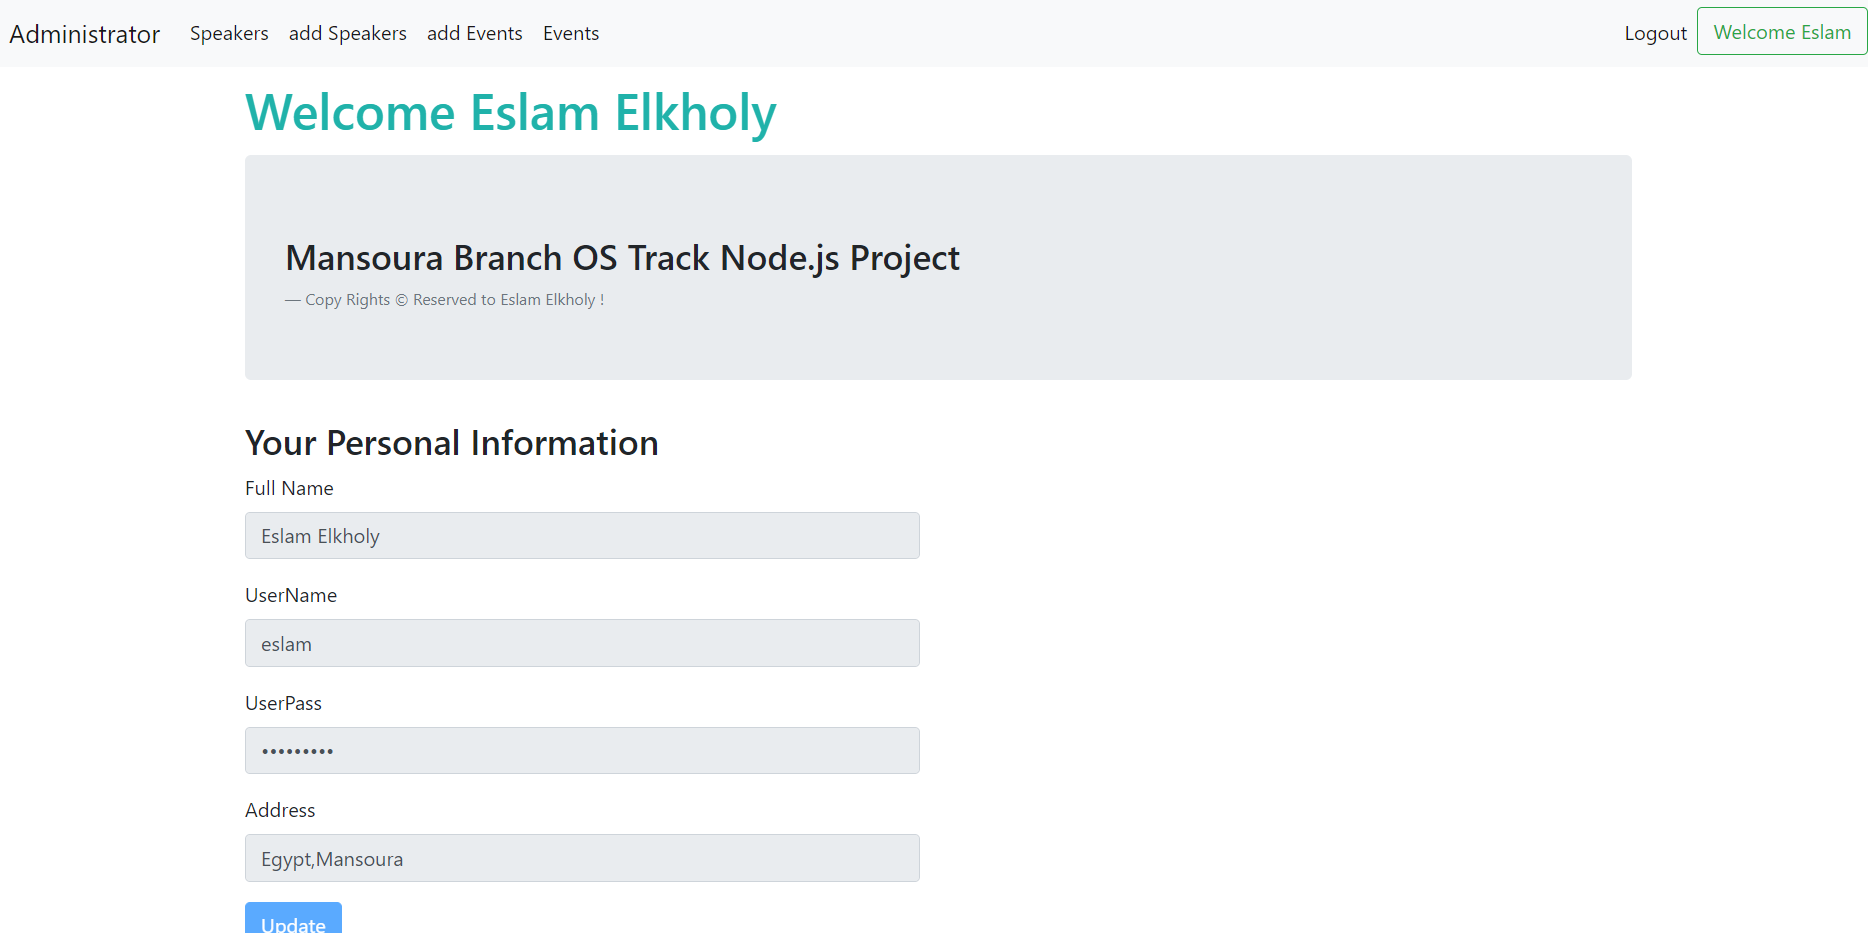 Administrator Speakers add Speakers add Events Events Logout Welcome Eslam
Welcome Eslam Elkholy
Mansoura Branch OS Track Node.js Project
— Copy Rights © Reserved to Eslam Elkholy !
Your Personal Information
Full Name
Eslam Elkholy
UserName
eslam
UserPass
•••••••••
Address
Egypt,Mansoura
Update